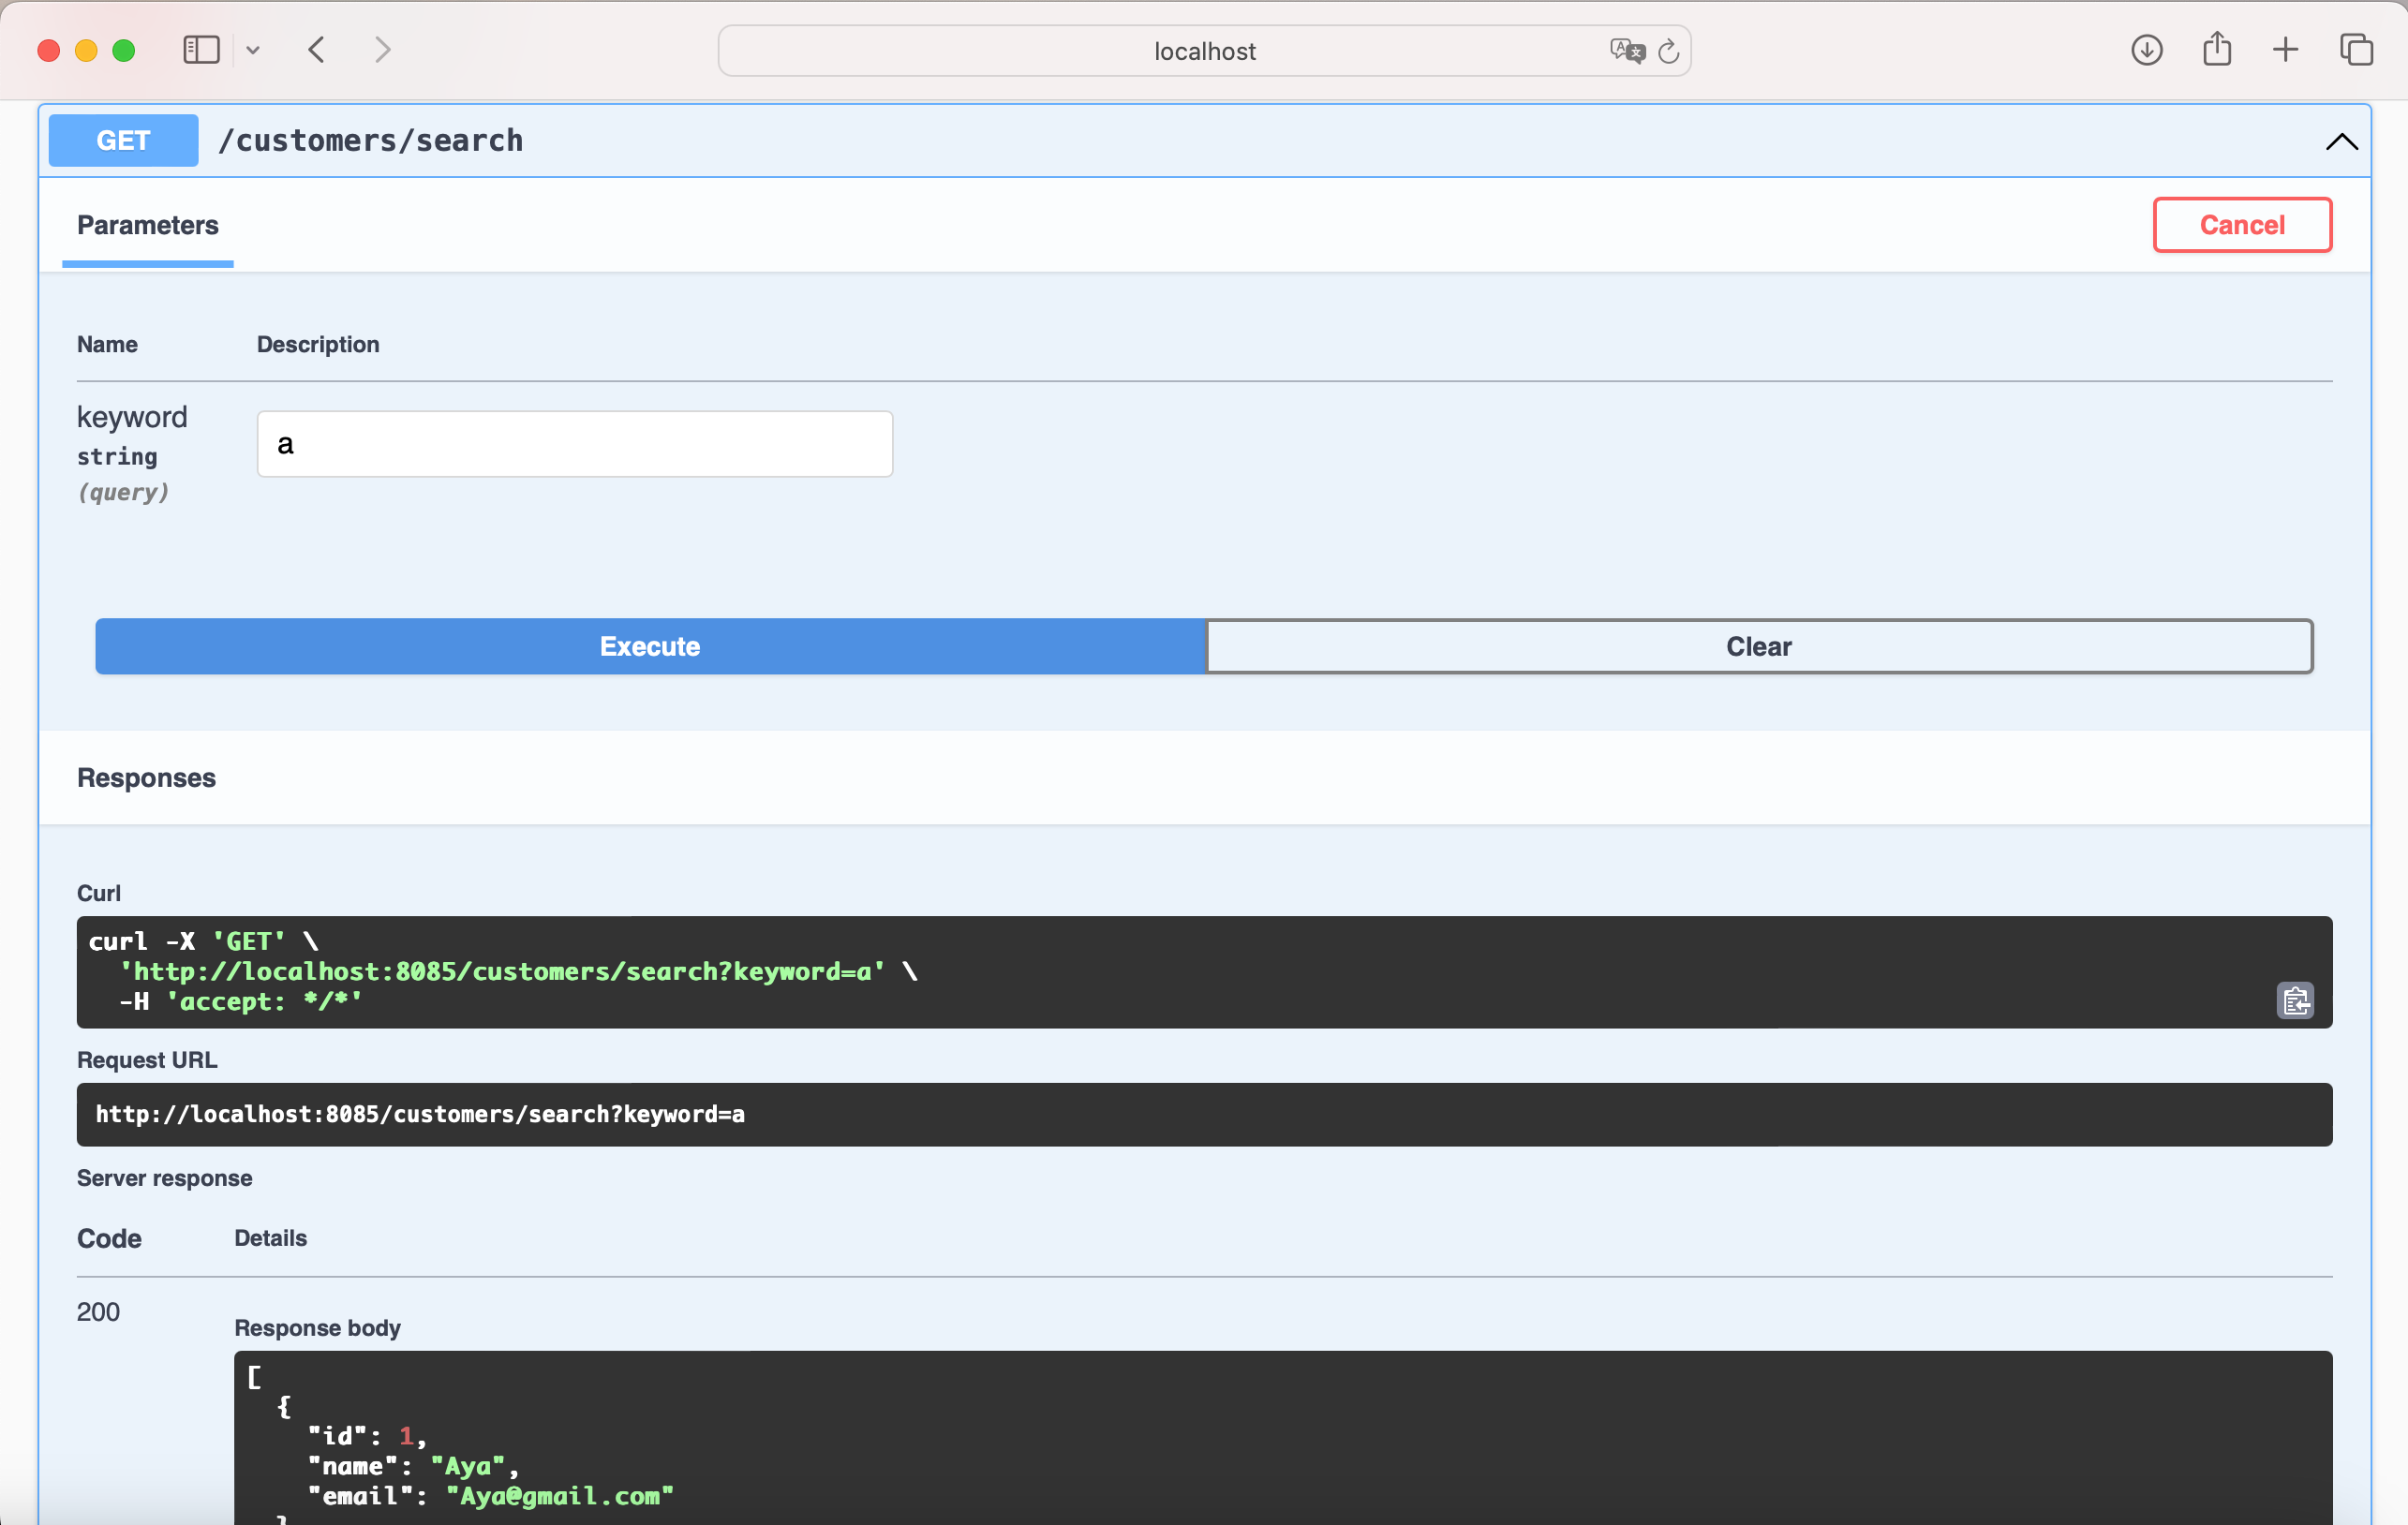 localhost
GET /customers/search
Parameters
Cancel
Name Description
keyword
string
(query)
a
Execute Clear
Responses
Curl
curl -X 'GET' \
  'http://localhost:8085/customers/search?keyword=a' \
  -H 'accept: */*'
Request URL
http://localhost:8085/customers/search?keyword=a
Server response
Code Details
200
Response body
[
  {
    "id": 1,
    "name": "Aya",
    "email": "Aya@gmail.com"
  }